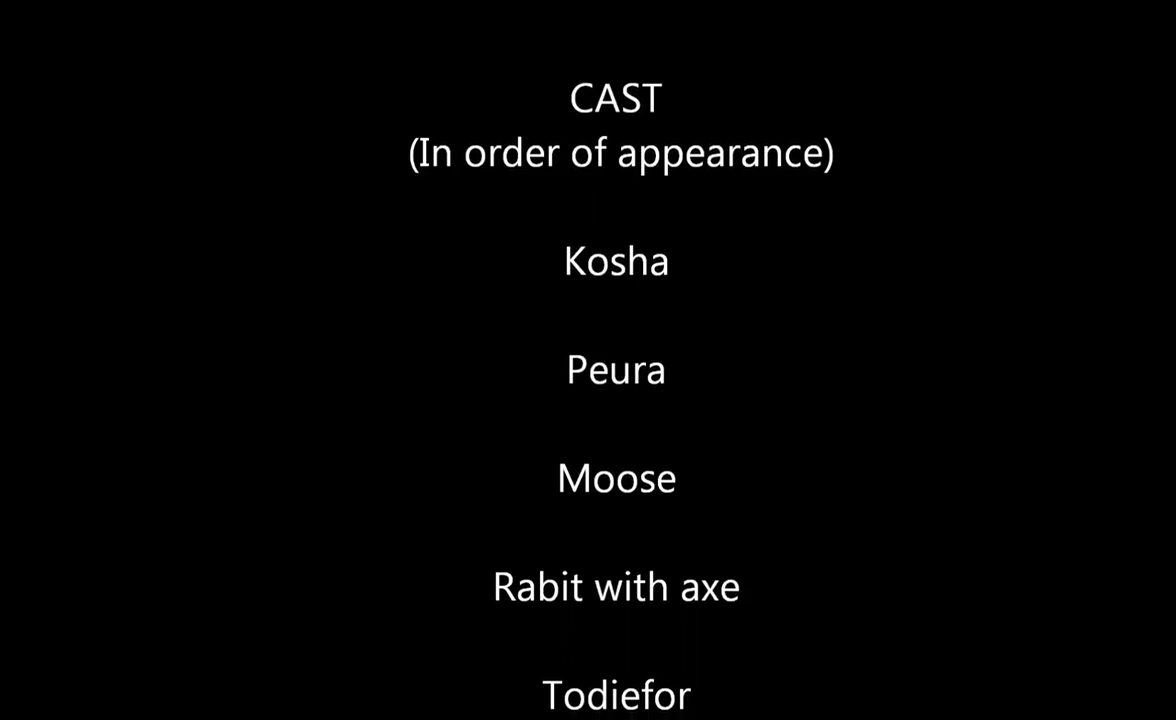 CAST
(In order of appearance)
Kosha
Peura
Moose
Rabit with axe
Todiefor